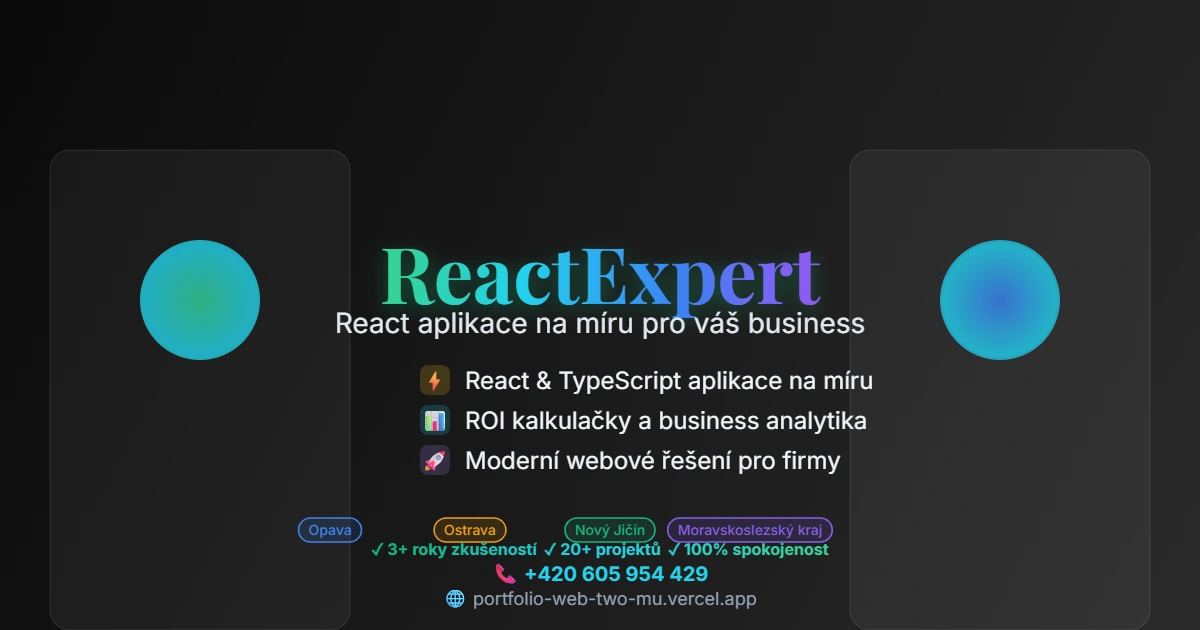 ReactExpert
React aplikace na míru pro váš business
React & TypeScript aplikace na míru
ROI kalkulačky a business analytika
Moderní webové řešení pro firmy
Opava Ostrava Nový Jičín Moravskoslezský kraj
✓ 3+ roky zkušeností ✓ 20+ projektů ✓ 100% spokojenost
+420 605 954 429
portfolio-web-two-mu.vercel.app